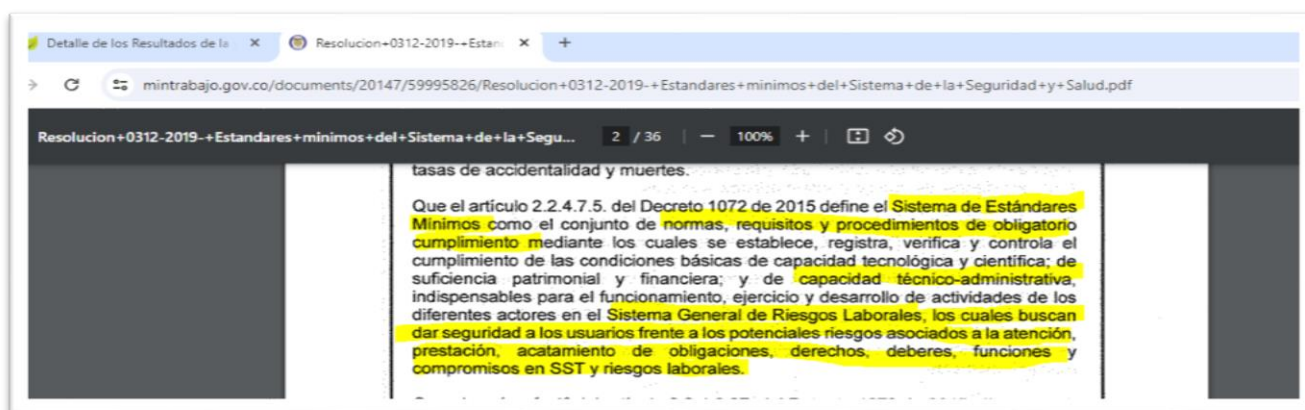 Detalle de los Resultados de la
Resolucion+0312-2019-+Estan
mintrabajo.gov.co/documents/20147/59995826/Resolucion+0312-2019-+Estandares+minimos+del+Sistema+de+la+Seguridad+y+Salud.pdf
Resolucion+0312-2019-+Estandares+minimos+del+Sistema+de+la+Segu... 2 / 36 | — 100% +
tasas de accidentalidad y muertes.
Que el artículo 2.2.4.7.5. del Decreto 1072 de 2015 define el Sistema de Estándares
Mínimos como el conjunto de normas, requisitos y procedimientos de obligatorio
cumplimiento mediante los cuales se establece, registra, verifica y controla el
cumplimiento de las condiciones básicas de capacidad tecnológica y científica; de
suficiencia patrimonial y financiera; y de capacidad técnico-administrativa,
indispensables para el funcionamiento, ejercicio y desarrollo de actividades de los
diferentes actores en el Sistema General de Riesgos Laborales, los cuales buscan
dar seguridad a los usuarios frente a los potenciales riesgos asociados a la atención,
prestación, acatamiento de obligaciones, derechos, deberes, funciones y
compromisos en SST y riesgos laborales.